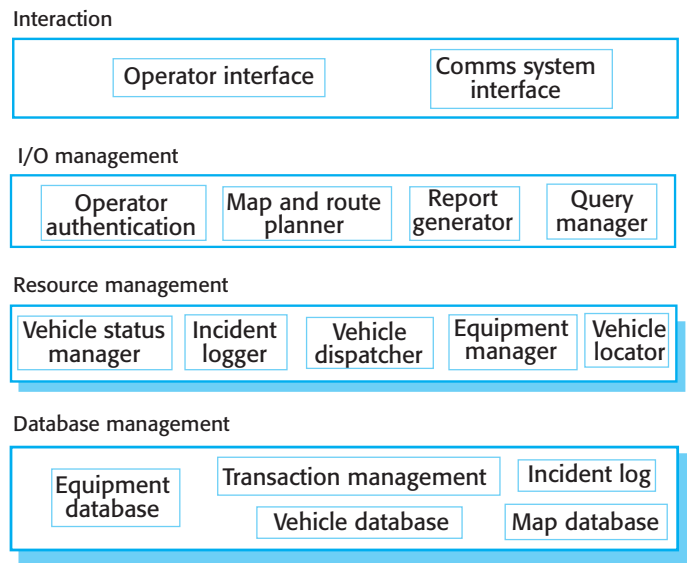 Interaction
Operator interface
Comms system
interface
I/O management
Operator
authentication
Map and route
planner
Report
generator
Query
manager
Resource management
Vehicle status
manager
Incident
logger
Vehicle
dispatcher
Equipment
manager
Vehicle
locator
Database management
Equipment
database
Transaction management
Incident log
Vehicle database
Map database